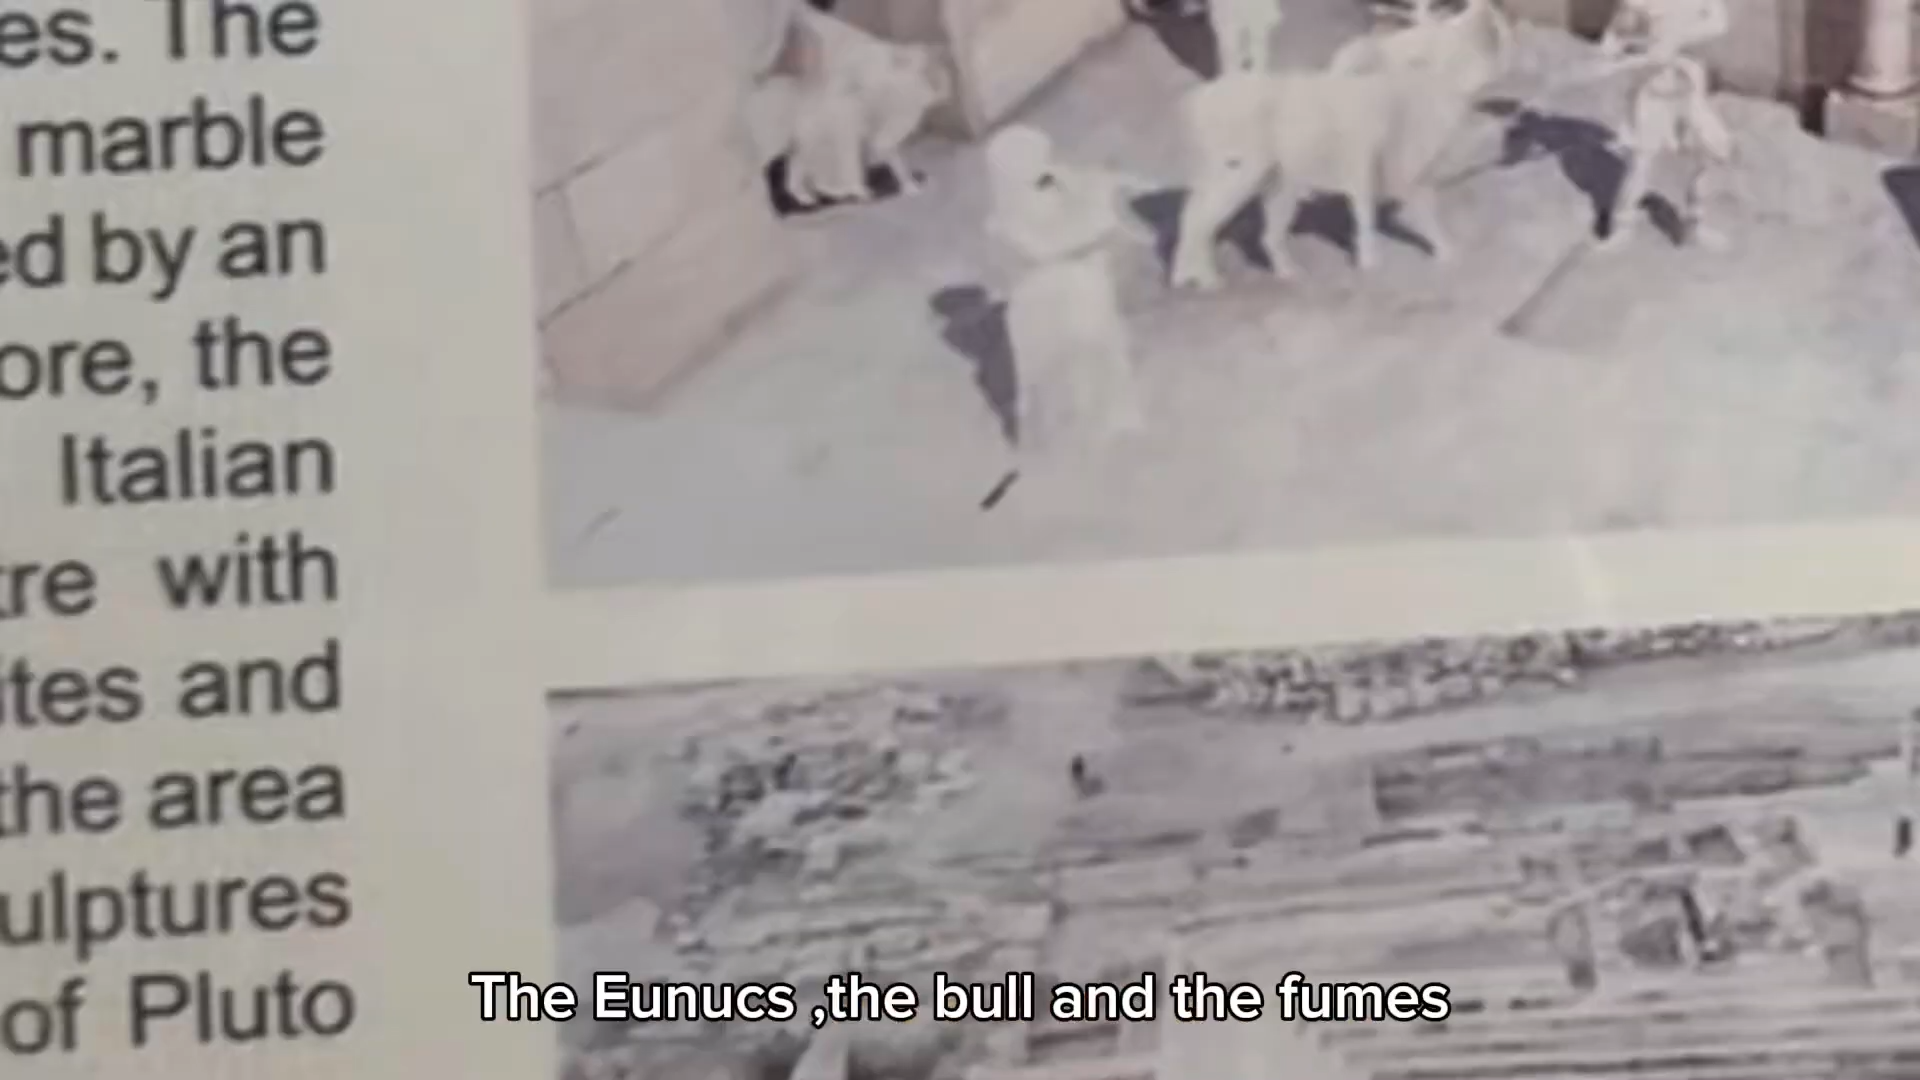 es. The
marble
ed by an
ore, the
Italian
tre with
ites and
the area
ulptures
of Pluto
The Eunucs ,the bull and the fumes